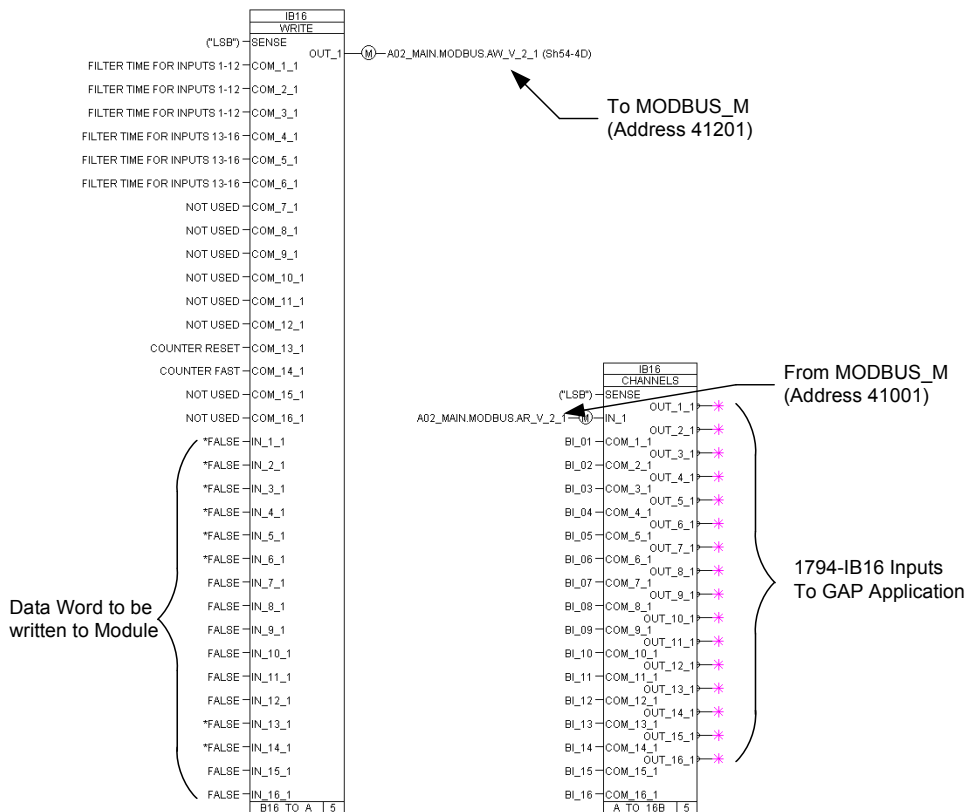 IB16
WRITE
("LSB") SENSE
OUT_1 M A02_MAIN.MODBUS.AW_V_2_1 (Sh54-4D)
FILTER TIME FOR INPUTS 1-12 COM_1_1
FILTER TIME FOR INPUTS 1-12 COM_2_1
FILTER TIME FOR INPUTS 1-12 COM_3_1
FILTER TIME FOR INPUTS 13-16 COM_4_1
FILTER TIME FOR INPUTS 13-16 COM_5_1
FILTER TIME FOR INPUTS 13-16 COM_6_1
NOT USED COM_7_1
NOT USED COM_8_1
NOT USED COM_9_1
NOT USED COM_10_1
NOT USED COM_11_1
NOT USED COM_12_1
COUNTER RESET COM_13_1
COUNTER FAST COM_14_1
NOT USED COM_15_1
NOT USED COM_16_1
*FALSE IN_1_1
*FALSE IN_2_1
*FALSE IN_3_1
*FALSE IN_4_1
*FALSE IN_5_1
*FALSE IN_6_1
FALSE IN_7_1
FALSE IN_8_1
FALSE IN_9_1
FALSE IN_10_1
FALSE IN_11_1
FALSE IN_12_1
*FALSE IN_13_1
*FALSE IN_14_1
FALSE IN_15_1
FALSE IN_16_1
B16_TO_A 5
To MODBUS_M
(Address 41201)
Data Word to be
written to Module
IB16
CHANNELS
("LSB") SENSE
OUT_1_1
A02_MAIN.MODBUS.AR_V_2_1 M IN_1
OUT_2_1
BI_01 COM_1_1
OUT_3_1
BI_02 COM_2_1
OUT_4_1
BI_03 COM_3_1
OUT_5_1
BI_04 COM_4_1
OUT_6_1
BI_05 COM_5_1
OUT_7_1
BI_06 COM_6_1
OUT_8_1
BI_07 COM_7_1
OUT_9_1
BI_08 COM_8_1
OUT_10_1
BI_09 COM_9_1
OUT_11_1
BI_10 COM_10_1
OUT_12_1
BI_11 COM_11_1
OUT_13_1
BI_12 COM_12_1
OUT_14_1
BI_13 COM_13_1
OUT_15_1
BI_14 COM_14_1
OUT_16_1
BI_15 COM_15_1
BI_16 COM_16_1
A_TO_16B 5
From MODBUS_M
(Address 41001)
1794-IB16 Inputs
To GAP Application